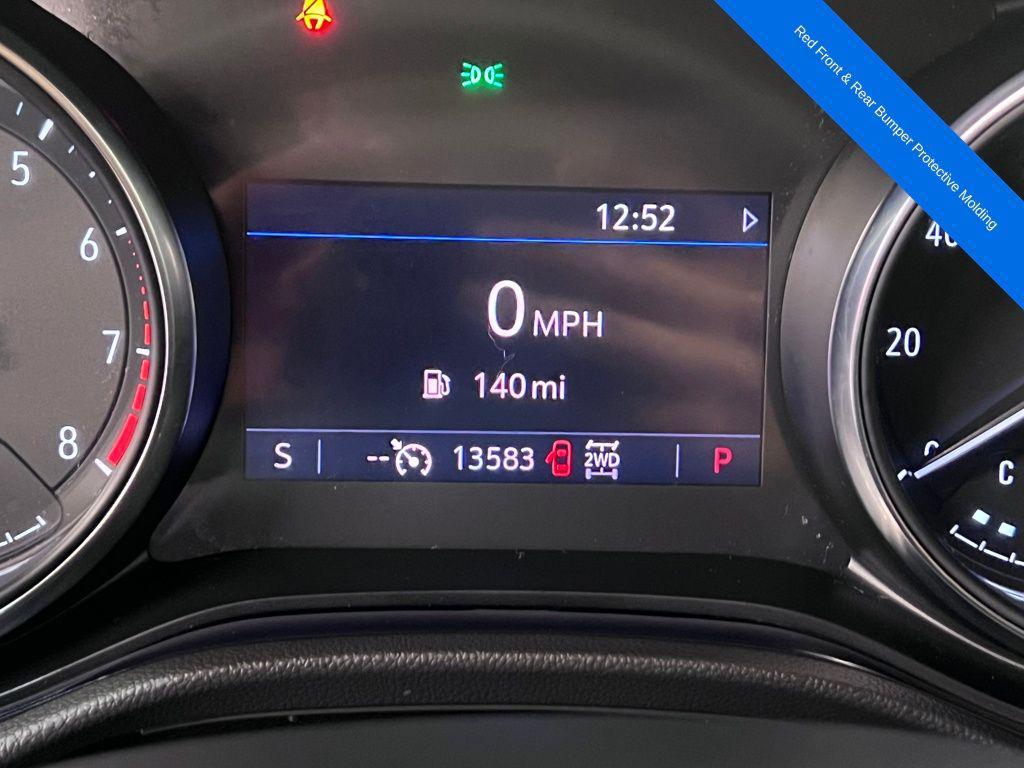 Red Front & Rear Bumper Protective Molding
5
6
7
8
12:52
0 MPH
140 mi
S
--
13583
2WD
P
40
20
C